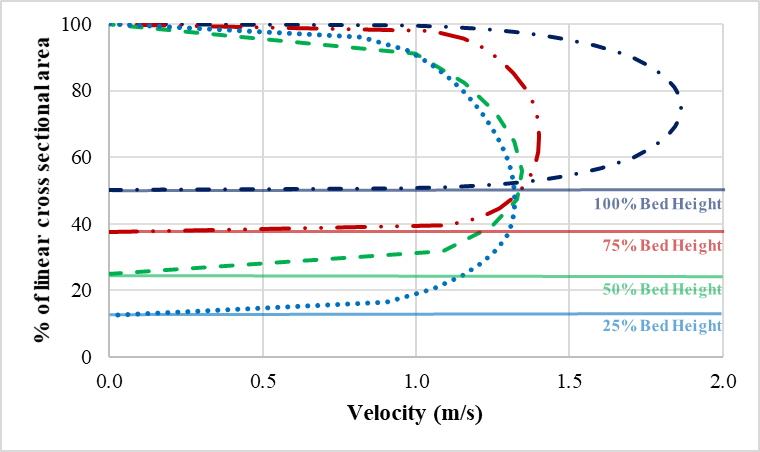 % of linear cross sectional area
100
80
60
40
20
0
100% Bed Height
75% Bed Height
50% Bed Height
25% Bed Height
0.0 0.5 1.0 1.5 2.0
Velocity (m/s)